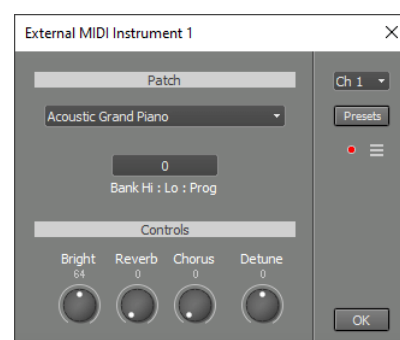 External MIDI Instrument 1
Patch
Ch 1
Acoustic Grand Piano
Presets
0
Bank Hi : Lo : Prog
Controls
Bright Reverb Chorus Detune
64 0 0 0
OK